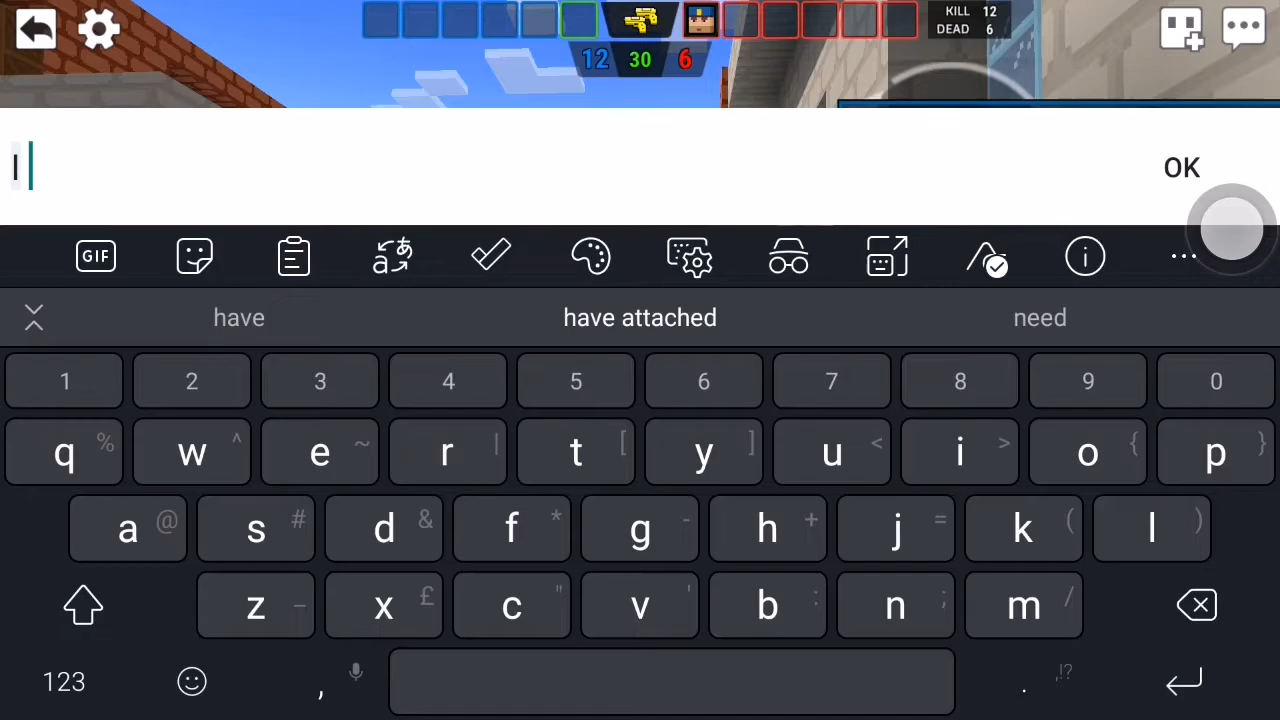 KILL 12
DEAD 6
12 30 6
I
OK
GIF
have have attached need
1 2 3 4 5 6 7 8 9 0
q % w ^ e ~ r | t [ y ] u < i > o { p }
a @ s # d & f * g - h + j = k ( l )
z _ x £ c " v ' b : n ; m /
123 , . ,!?